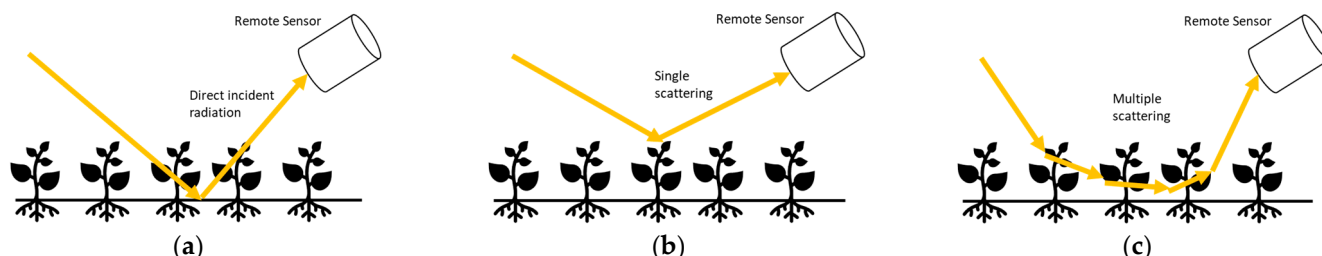 Remote Sensor
Direct incident
radiation
(a)
Remote Sensor
Single
scattering
(b)
Remote Sensor
Multiple
scattering
(c)